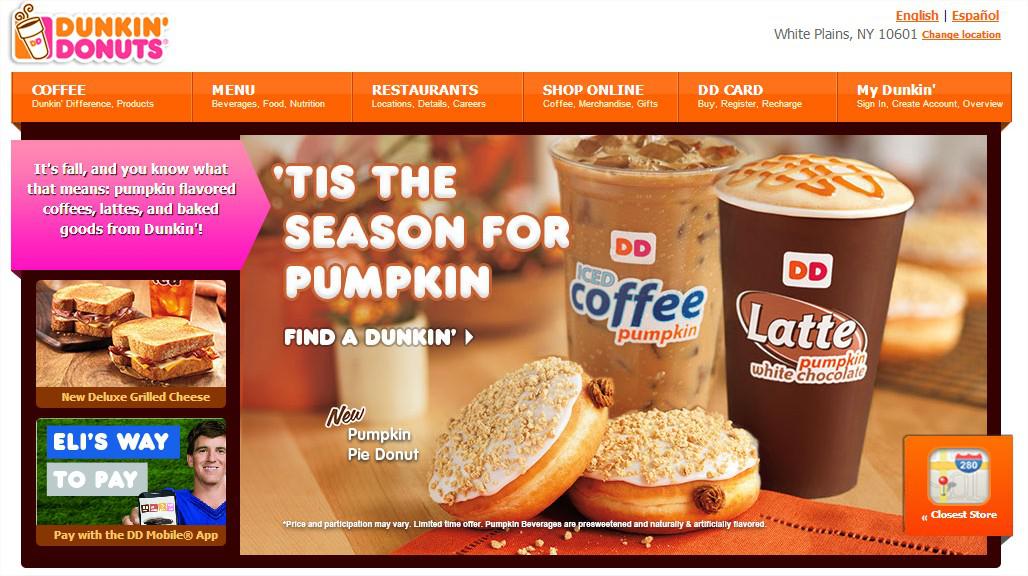 DUNKIN'
DONUTS®
English | Español
White Plains, NY 10601 Change location
COFFEE
Dunkin' Difference, Products
MENU
Beverages, Food, Nutrition
RESTAURANTS
Locations, Details, Careers
SHOP ONLINE
Coffee, Merchandise, Gifts
DD CARD
Buy, Register, Recharge
My Dunkin'
Sign In, Create Account, Overview
It's fall, and you know what
that means: pumpkin flavored
coffees, lattes, and baked
goods from Dunkin'!
New Deluxe Grilled Cheese
ELI'S WAY
TO PAY
Pay with the DD Mobile® App
'TIS THE
SEASON FOR
PUMPKIN
FIND A DUNKIN'
New
Pumpkin
Pie Donut
DD
ICED
coffee
pumpkin
DD
Latte
pumpkin
white chocolate
*Price and participation may vary. Limited time offer. Pumpkin Beverages are presweetened and naturally & artificially flavored.
280
« Closest Store